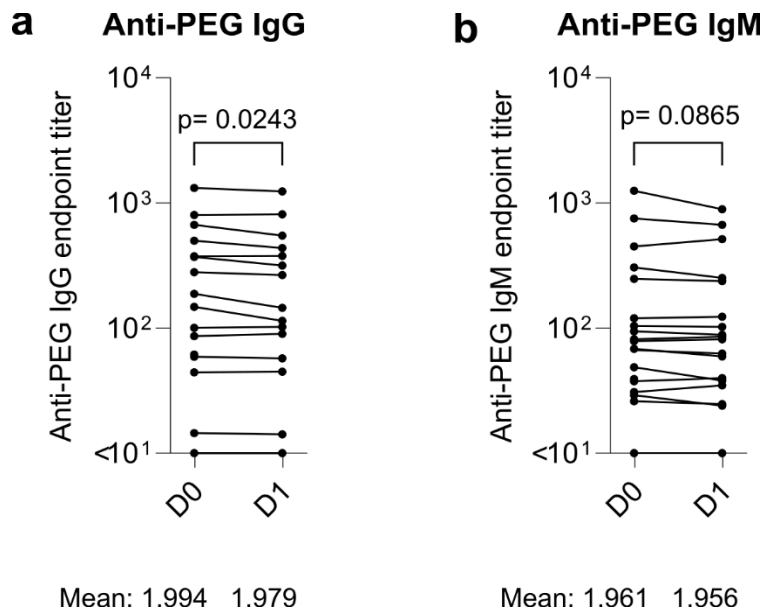 a Anti-PEG IgG
Anti-PEG IgG endpoint titer
10⁴
10³
10²
<10¹
p= 0.0243
D0 D1
Mean: 1.994 1.979
b Anti-PEG IgM
Anti-PEG IgM endpoint titer
10⁴
10³
10²
<10¹
p= 0.0865
D0 D1
Mean: 1.961 1.956